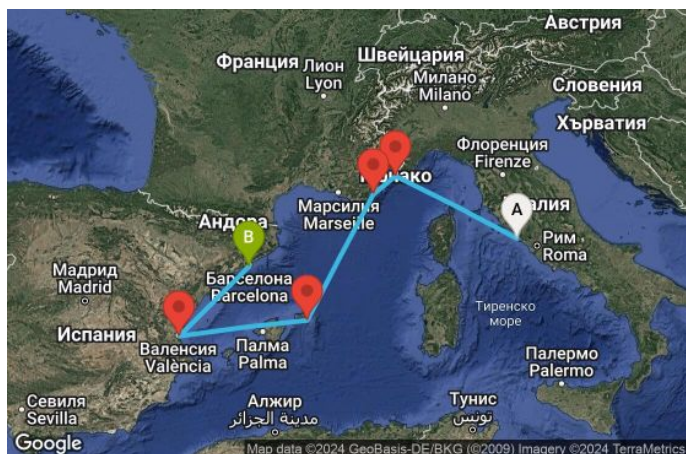 Австрия
Франция
Швейцария
Лион
Lyon
Милано
Milano
Словения
Хърватия
Флоренция
Firenze
Марсилия
Marseille
A
Рим
Roma
Андора
B
Барселона
Barcelona
Мадрид
Madrid
Тиренско
море
Испания
Валенсия
València
Палма
Palma
Палермо
Palermo
Севиля
Sevilla
Алжир
مدينة الجزائر
Тунис
تونس
Google
Map data ©2024 GeoBasis-DE/BKG (©2009) Imagery ©2024 TerraMetrics